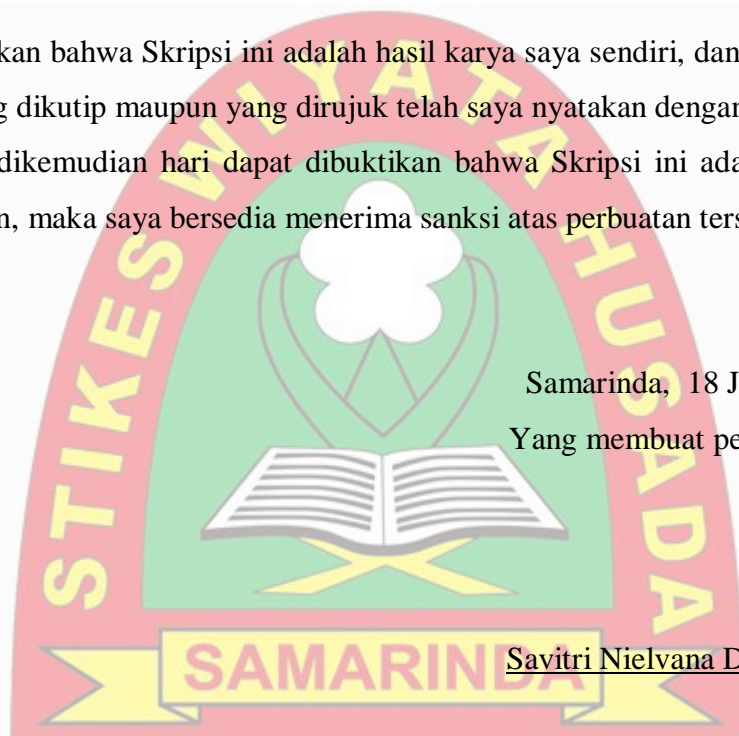 kan bahwa Skripsi ini adalah hasil karya saya sendiri, dan
g dikutip maupun yang dirujuk telah saya nyatakan dengan
dikemudian hari dapat dibuktikan bahwa Skripsi ini ada
n, maka saya bersedia menerima sanksi atas perbuatan ters
Samarinda, 18 J
Yang membuat pe
Savitri Nielvana D
STIKES WIYATA HUSADA
SAMARINDA